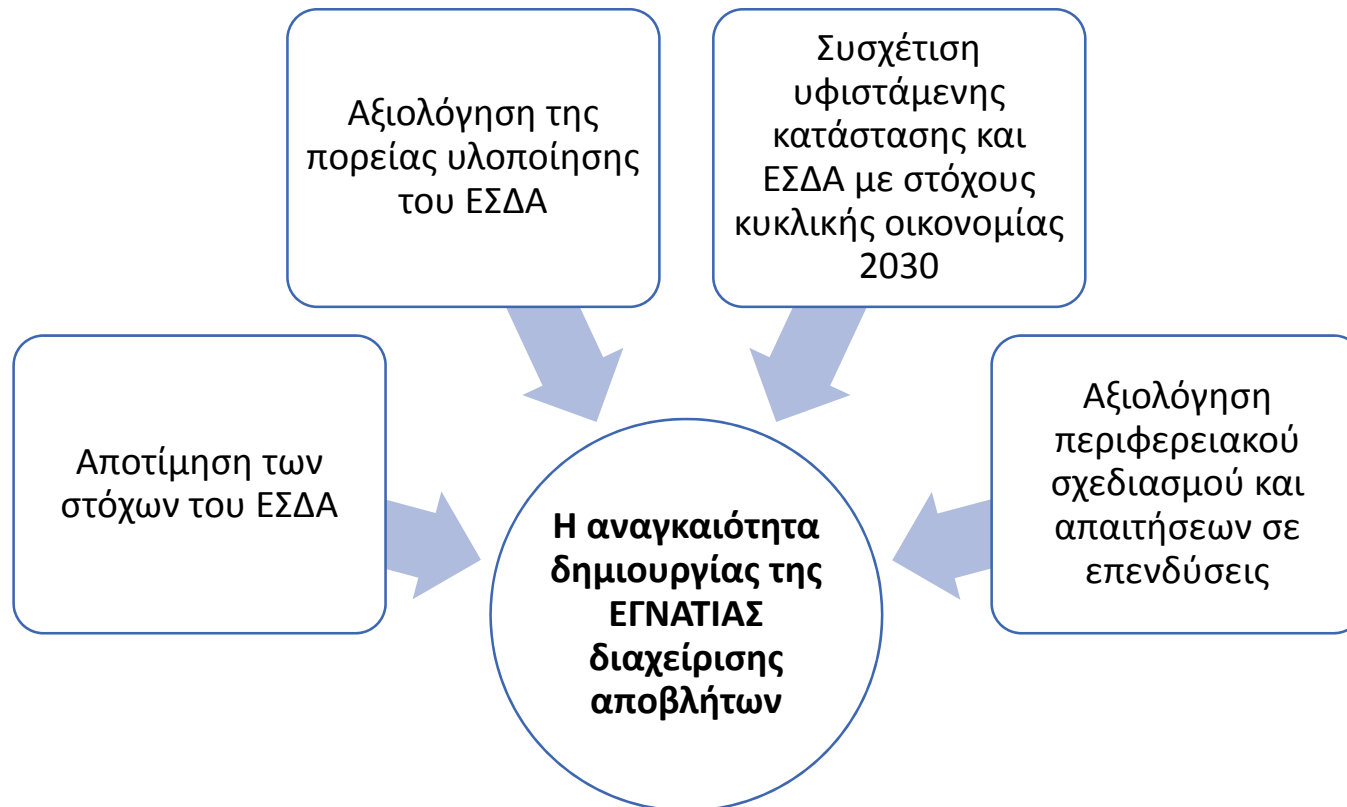 Αποτίμηση των
στόχων του ΕΣΔΑ
Αξιολόγηση της
πορείας υλοποίησης
του ΕΣΔΑ
Συσχέτιση
υφιστάμενης
κατάστασης και
ΕΣΔΑ με στόχους
κυκλικής οικονομίας
2030
Αξιολόγηση
περιφερειακού
σχεδιασμού και
απαιτήσεων σε
επενδύσεις
Η αναγκαιότητα
δημιουργίας της
ΕΓΝΑΤΙΑΣ
διαχείρισης
αποβλήτων